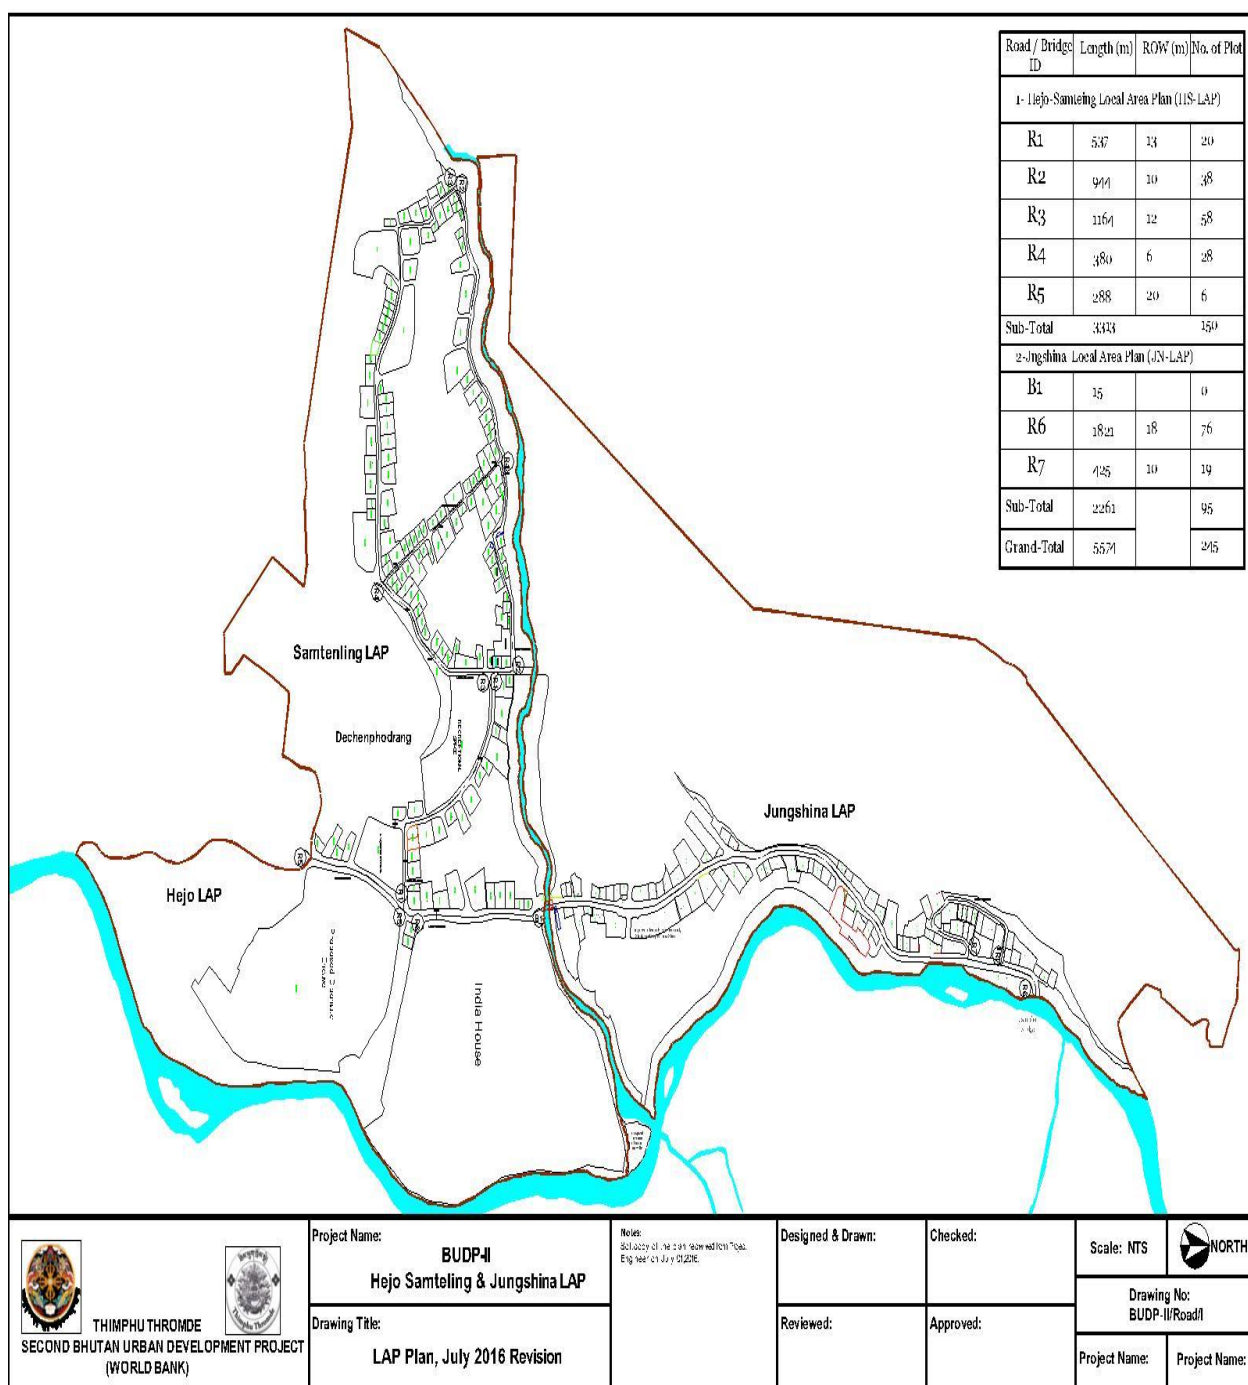 Road / Bridge ID Length (m) ROW (m) No. of Plot
1- Hejo-Samteing Local Area Plan (HS-LAP)
R1 537 13 20
R2 944 10 38
R3 1164 12 58
R4 380 6 28
R5 288 20 6
Sub-Total 3313 150
2-Jngshina Local Area Plan (JN-LAP)
B1 15 0
R6 1821 18 76
R7 425 10 19
Sub-Total 2261 95
Grand-Total 5574 245
Samtenling LAP
Dechenphodrang
Jungshina LAP
Hejo LAP
India House
THIMPHU THROMDE
SECOND BHUTAN URBAN DEVELOPMENT PROJECT
(WORLD BANK)
Project Name:
BUDP-II
Hejo Samteling & Jungshina LAP
Drawing Title:
LAP Plan, July 2016 Revision
Notes:
Designed & Drawn:
Checked:
Reviewed:
Approved:
Scale: NTS
NORTH
Drawing No:
BUDP-II/Road/I
Project Name:
Project Name: